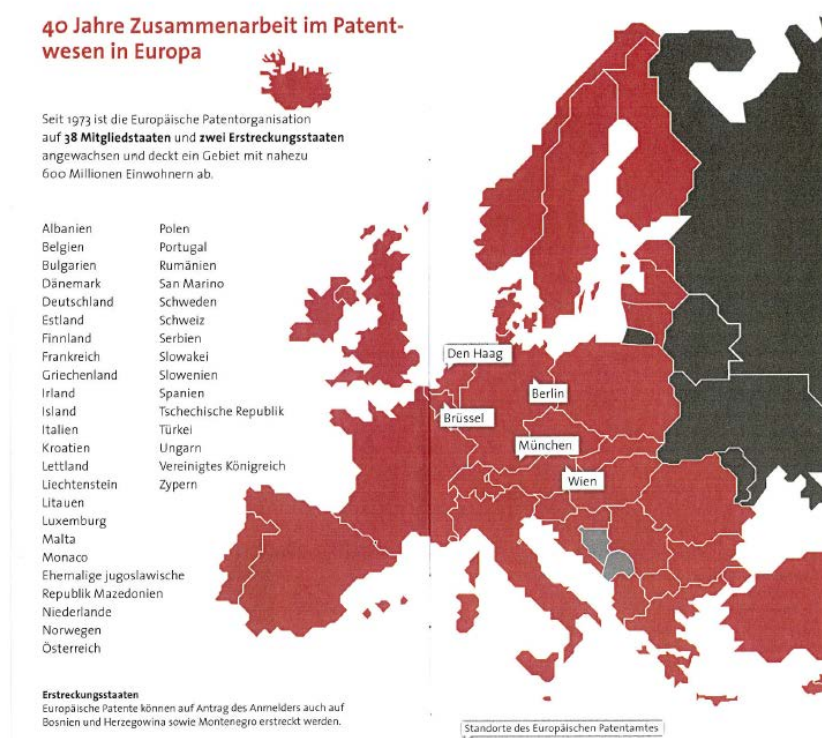 40 Jahre Zusammenarbeit im Patent-
wesen in Europa
Seit 1973 ist die Europäische Patentorganisation
auf 38 Mitgliedstaaten und zwei Erstreckungsstaaten
angewachsen und deckt ein Gebiet mit nahezu
600 Millionen Einwohnern ab.
Albanien
Belgien
Bulgarien
Dänemark
Deutschland
Estland
Finnland
Frankreich
Griechenland
Irland
Island
Italien
Kroatien
Lettland
Liechtenstein
Litauen
Luxemburg
Malta
Monaco
Ehemalige jugoslawische
Republik Mazedonien
Niederlande
Norwegen
Österreich
Polen
Portugal
Rumänien
San Marino
Schweden
Schweiz
Serbien
Slowakei
Slowenien
Spanien
Tschechische Republik
Türkei
Ungarn
Vereinigtes Königreich
Zypern
Den Haag
Berlin
Brüssel
München
Wien
Erstreckungsstaaten
Europäische Patente können auf Antrag des Anmelders auch auf
Bosnien und Herzegowina sowie Montenegro erstreckt werden.
Standorte des Europäischen Patentamtes